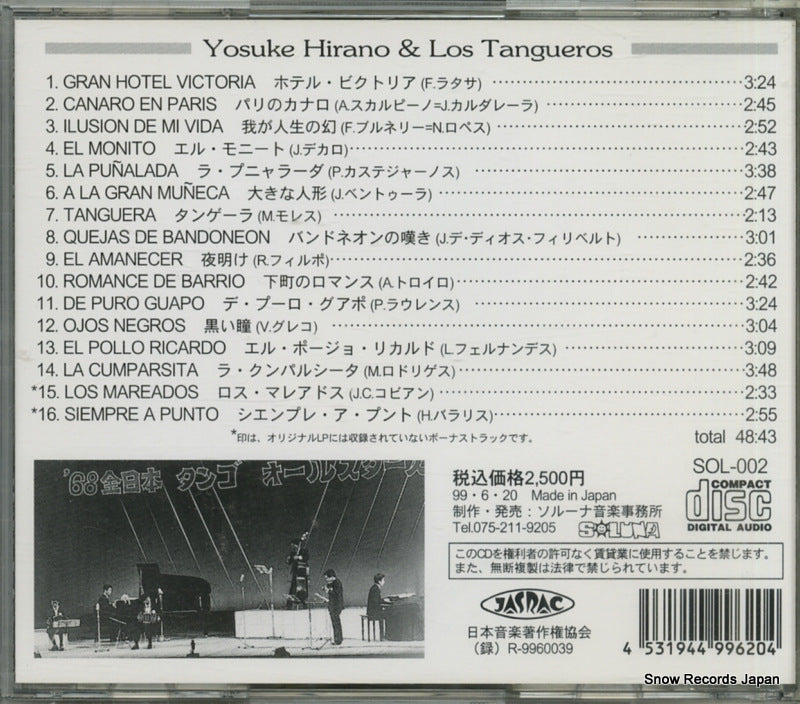 Yosuke Hirano & Los Tangueros
1. GRAN HOTEL VICTORIA ホテル・ビクトリア (F.ラタサ) 3:24
2. CANARO EN PARIS パリのカナロ (A.スカルピーノ=J.カルダレーラ) 2:45
3. ILUSION DE MI VIDA 我が人生の幻 (F.ブルネリー=N.ロペス) 2:52
4. EL MONITO エル・モニート (J.デカロ) 2:43
5. LA PUÑALADA ラ・プニャラーダ (P.カステジャーノス) 3:38
6. A LA GRAN MUÑECA 大きな人形 (J.ベントゥーラ) 2:47
7. TANGUERA タンゲーラ (M.モレス) 2:13
8. QUEJAS DE BANDONEON バンドネオンの嘆き (J.デ・ディオス・フィリベルト) 3:01
9. EL AMANECER 夜明け (R.フィルポ) 2:36
10. ROMANCE DE BARRIO 下町のロマンス (A.トロイロ) 2:42
11. DE PURO GUAPO デ・プーロ・グアポ (P.ラウレンス) 3:24
12. OJOS NEGROS 黒い瞳 (V.グレコ) 3:04
13. EL POLLO RICARDO エル・ポージョ・リカルド (L.フェルナンデス) 3:09
14. LA CUMPARSITA ラ・クンパルシータ (M.ロドリゲス) 3:48
*15. LOS MAREADOS ロス・マレアドス (J.C.コビアン) 2:33
*16. SIEMPRE A PUNTO シエンプレ・ア・プント (H.バラリス) 2:55
*印は、オリジナルLPには収録されていないボーナストラックです。 total 48:43
'68 全日本 タンゴ オールスターズ
税込価格2,500円
99・6・20 Made in Japan
制作・発売：ソルーナ音楽事務所
Tel.075-211-9205 SOLUNA
SOL-002
COMPACT
disc
DIGITAL AUDIO
このCDを権利者の許可なく賃貸業に使用することを禁じます。
また、無断複製は法律で禁じられています。
JASRAC
日本音楽著作権協会
(録) R-9960039
4 531944 996204
Snow Records Japan